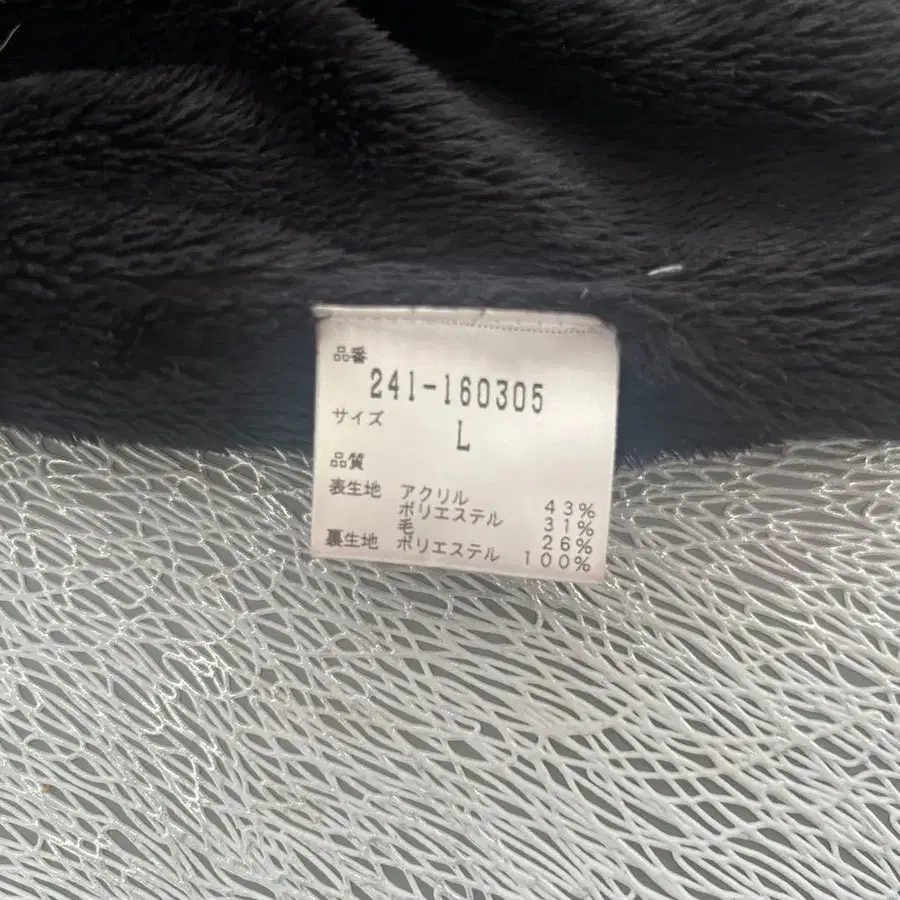 品番
241-160305
サイズ
L
品質
表生地 アクリル 43%
ポリエステル 31%
毛 26%
裏生地 ポリエステル 100%